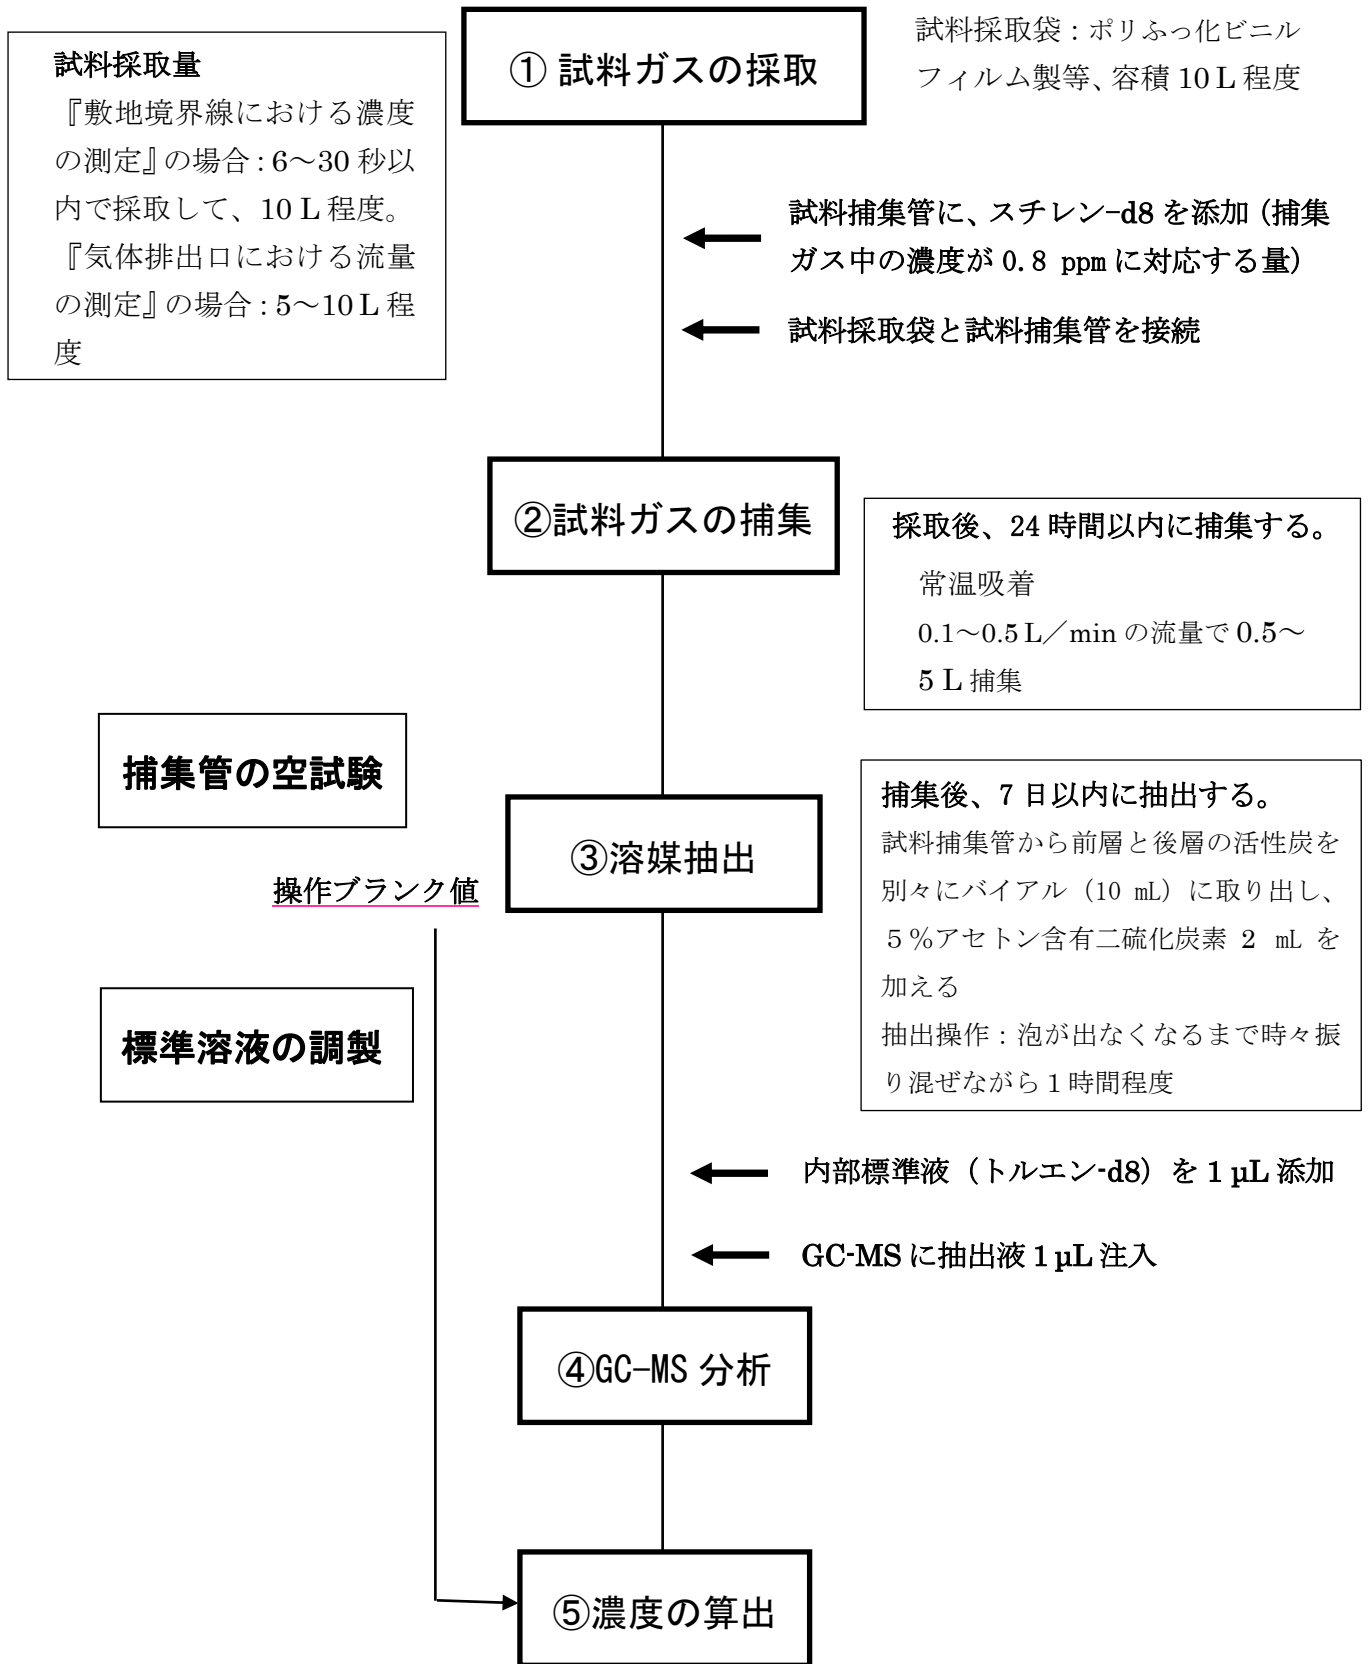 ① 試料ガスの採取
試料採取袋：ポリふっ化ビニル
フィルム製等、容積 10 L 程度
試料採取量
『敷地境界線における濃度
の測定』の場合：6～30 秒以
内で採取して、10 L 程度。
『気体排出口における流量
の測定』の場合：5～10 L 程
度
試料捕集管に、スチレン-d8 を添加（捕集
ガス中の濃度が 0.8 ppm に対応する量）
試料採取袋と試料捕集管を接続
②試料ガスの捕集
採取後、24 時間以内に捕集する。
常温吸着
0.1～0.5 L／min の流量で 0.5～
5 L 捕集
捕集管の空試験
③溶媒抽出
捕集後、7 日以内に抽出する。
試料捕集管から前層と後層の活性炭を
別々にバイアル（10 mL）に取り出し、
５％アセトン含有二硫化炭素 2 mL を
加える
抽出操作：泡が出なくなるまで時々振
り混ぜながら１時間程度
操作ブランク値
標準溶液の調製
内部標準液（トルエン-d8）を 1 μL 添加
GC-MS に抽出液 1 μL 注入
④GC-MS 分析
⑤濃度の算出